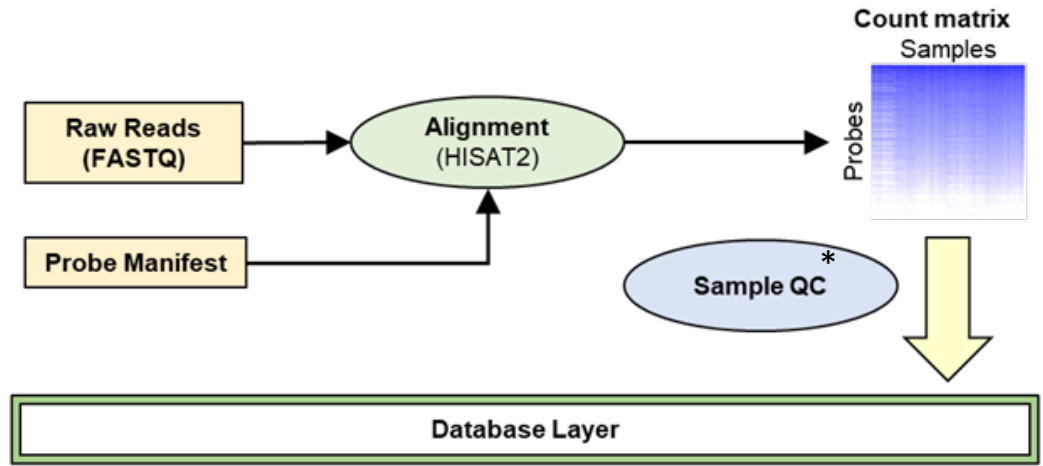 Count matrix
Samples
Probes
Raw Reads
(FASTQ)
Alignment
(HISAT2)
Probe Manifest
Sample QC*
Database Layer